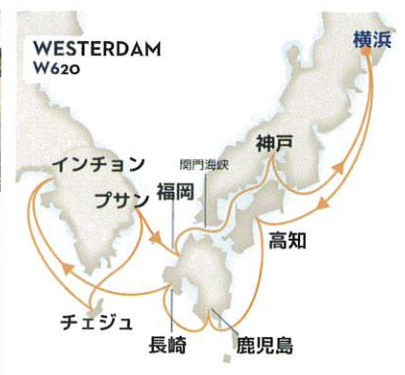 WESTERDAM
W620
横浜
神戸
関門海峡
インチョン
福岡
プサン
高知
チェジュ
長崎
鹿児島